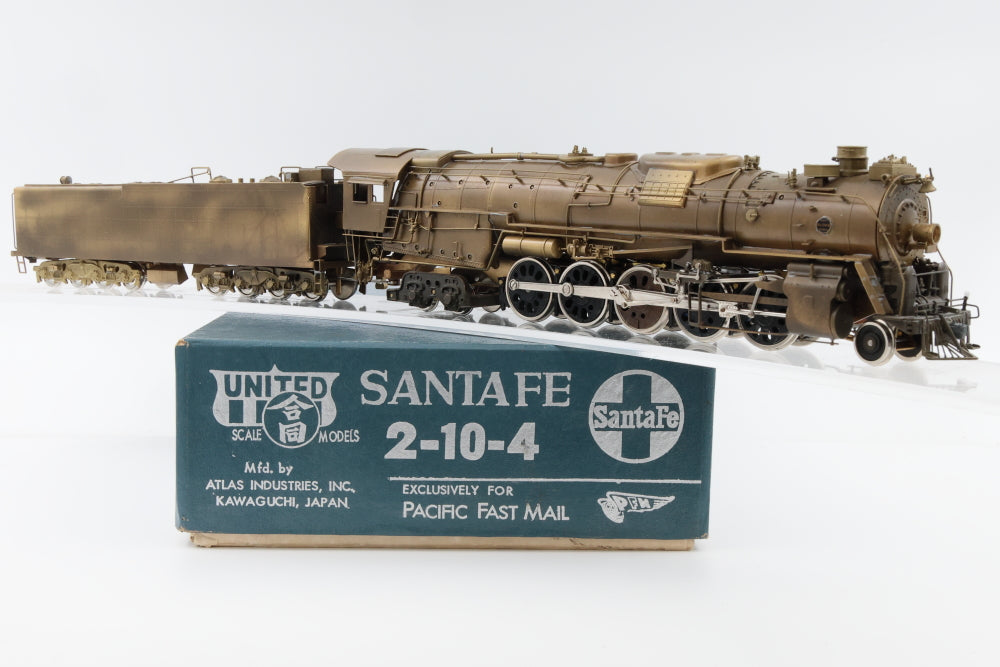 UNITED
合同
SCALE MODELS
SANTA FE
2-10-4
Santa Fe
Mfd. by
ATLAS INDUSTRIES, INC.
KAWAGUCHI, JAPAN.
EXCLUSIVELY FOR
PACIFIC FAST MAIL
PFM